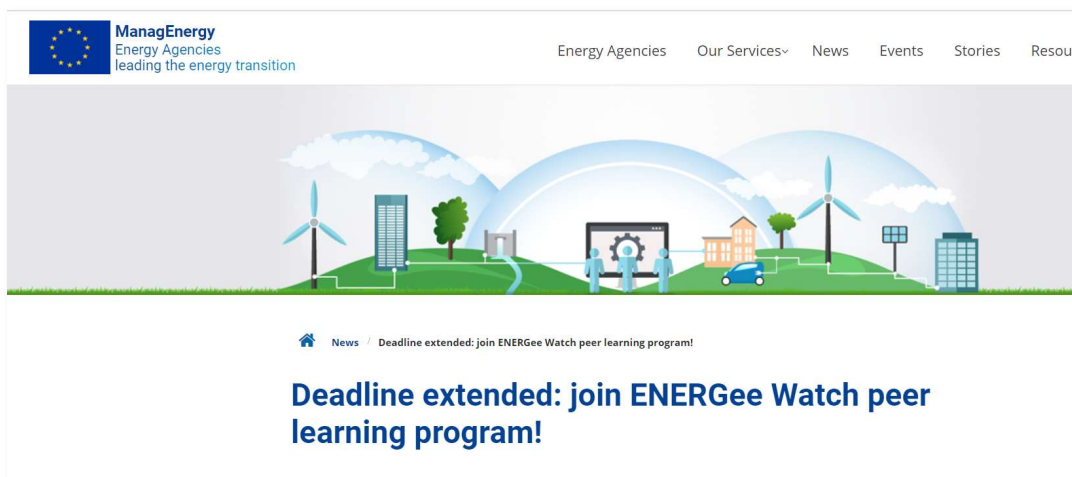 ManagEnergy
Energy Agencies
leading the energy transition
Energy Agencies Our Services News Events Stories Resou
News / Deadline extended: join ENERGee Watch peer learning program!
Deadline extended: join ENERGee Watch peer
learning program!